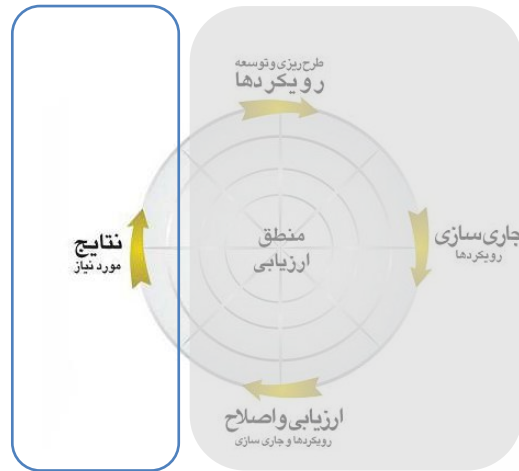 طرح‌ریزی و توسعه
رویکردها
نتایج
مورد نیاز
منطق
ارزیابی
جاری سازی
رویکردها
ارزیابی و اصلاح
رویکردها و جاری سازی